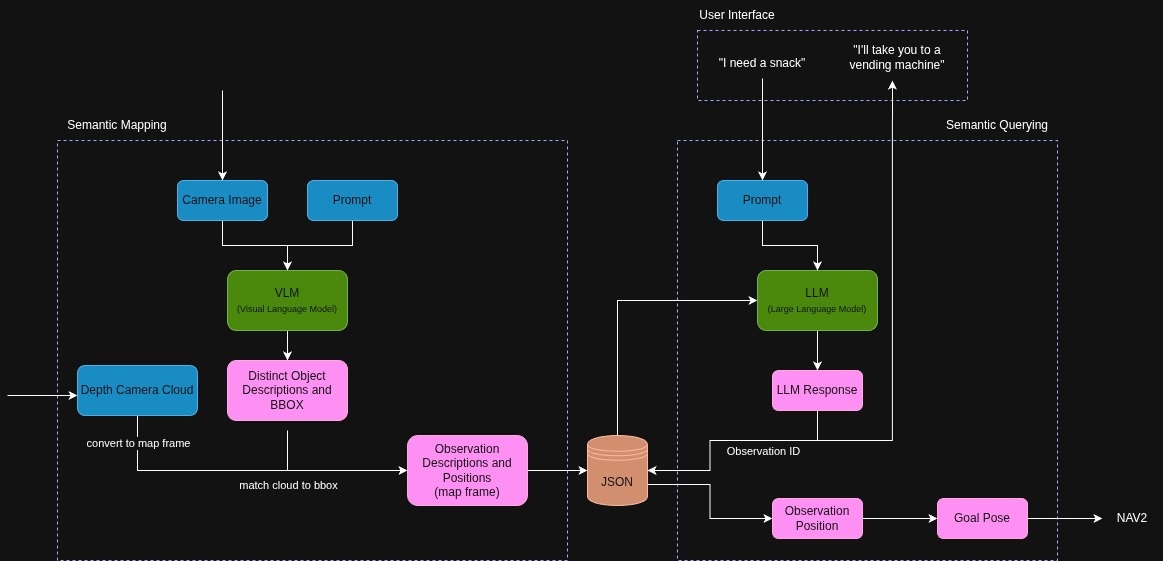 User Interface
"I need a snack"
"I'll take you to a
vending machine"
Semantic Mapping
Semantic Querying
Camera Image
Prompt
Prompt
VLM
(Visual Language Model)
LLM
(Large Language Model)
Depth Camera Cloud
Distinct Object
Descriptions and
BBOX
LLM Response
convert to map frame
match cloud to bbox
Observation
Descriptions and
Positions
(map frame)
JSON
Observation ID
Observation
Position
Goal Pose
NAV2